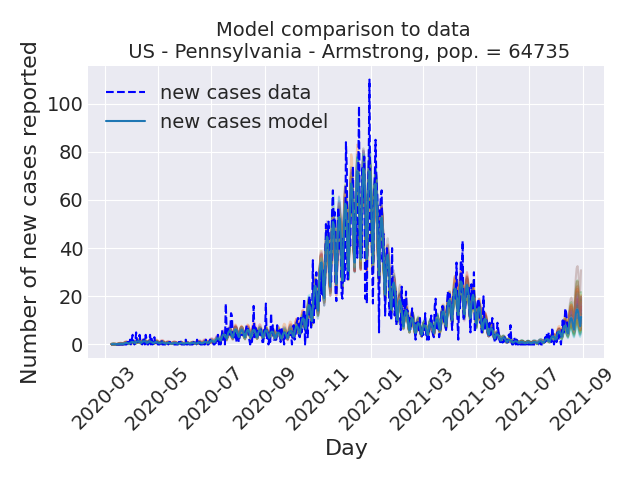 Model comparison to data
US - Pennsylvania - Armstrong, pop. = 64735
Number of new cases reported
100
80
60
40
20
0
new cases data
new cases model
2020-03
2020-05
2020-07
2020-09
2020-11
2021-01
2021-03
2021-05
2021-07
2021-09
Day